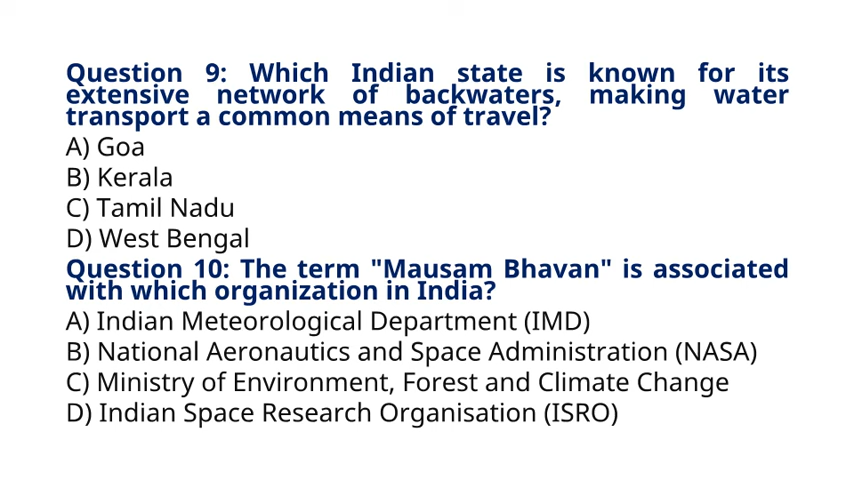 Question 9: Which Indian state is known for its
extensive network of backwaters, making water
transport a common means of travel?
A) Goa
B) Kerala
C) Tamil Nadu
D) West Bengal
Question 10: The term "Mausam Bhavan" is associated
with which organization in India?
A) Indian Meteorological Department (IMD)
B) National Aeronautics and Space Administration (NASA)
C) Ministry of Environment, Forest and Climate Change
D) Indian Space Research Organisation (ISRO)